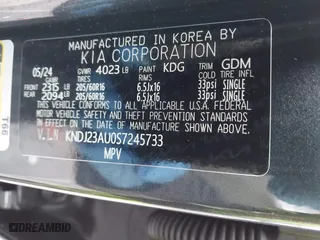 MANUFACTURED IN KOREA BY
KIA CORPORATION
05/24 GVWR 4023 LB PAINT KDG TRIM GDM
GAWR TIRES RIMS COLD TIRE INFLATION
FRONT 2315 LB 205/60R16 6.5Jx16 33psi SINGLE
REAR 2094 LB 205/60R16 6.5Jx16 33psi SINGLE
THIS VEHICLE CONFORMS TO ALL APPLICABLE U.S.A. FEDERAL MOTOR VEHICLE
SAFETY AND THEFT PREVENTION STANDARDS IN EFFECT ON THE DATE OF MANUFACTURE
V.I.N KNDJ23AU0S7245733
MPV
T66
DREAMBID